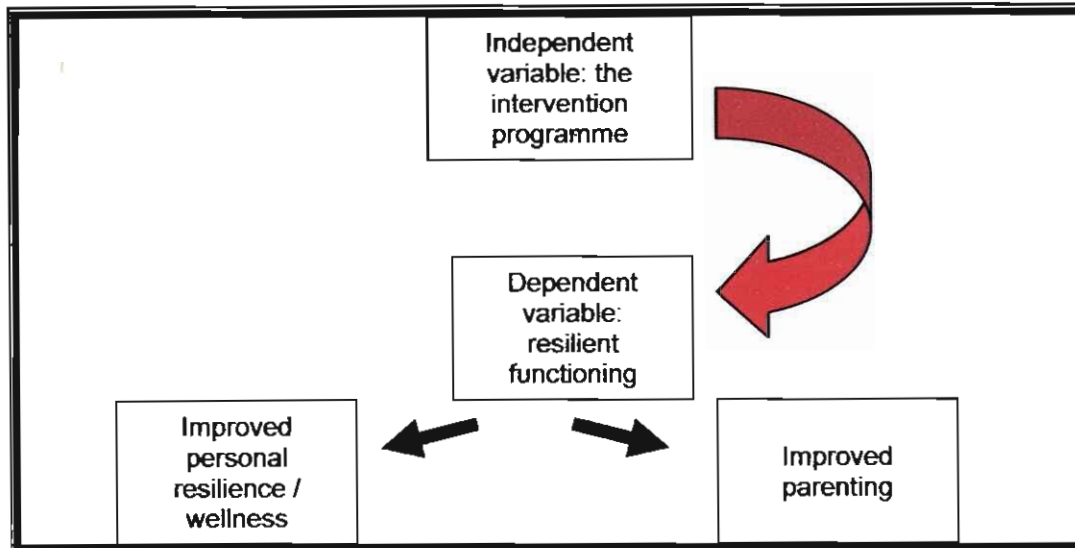 Independent
variable: the
intervention
programme
Dependent
variable:
resilient
functioning
Improved
personal
resilience /
wellness
Improved
parenting